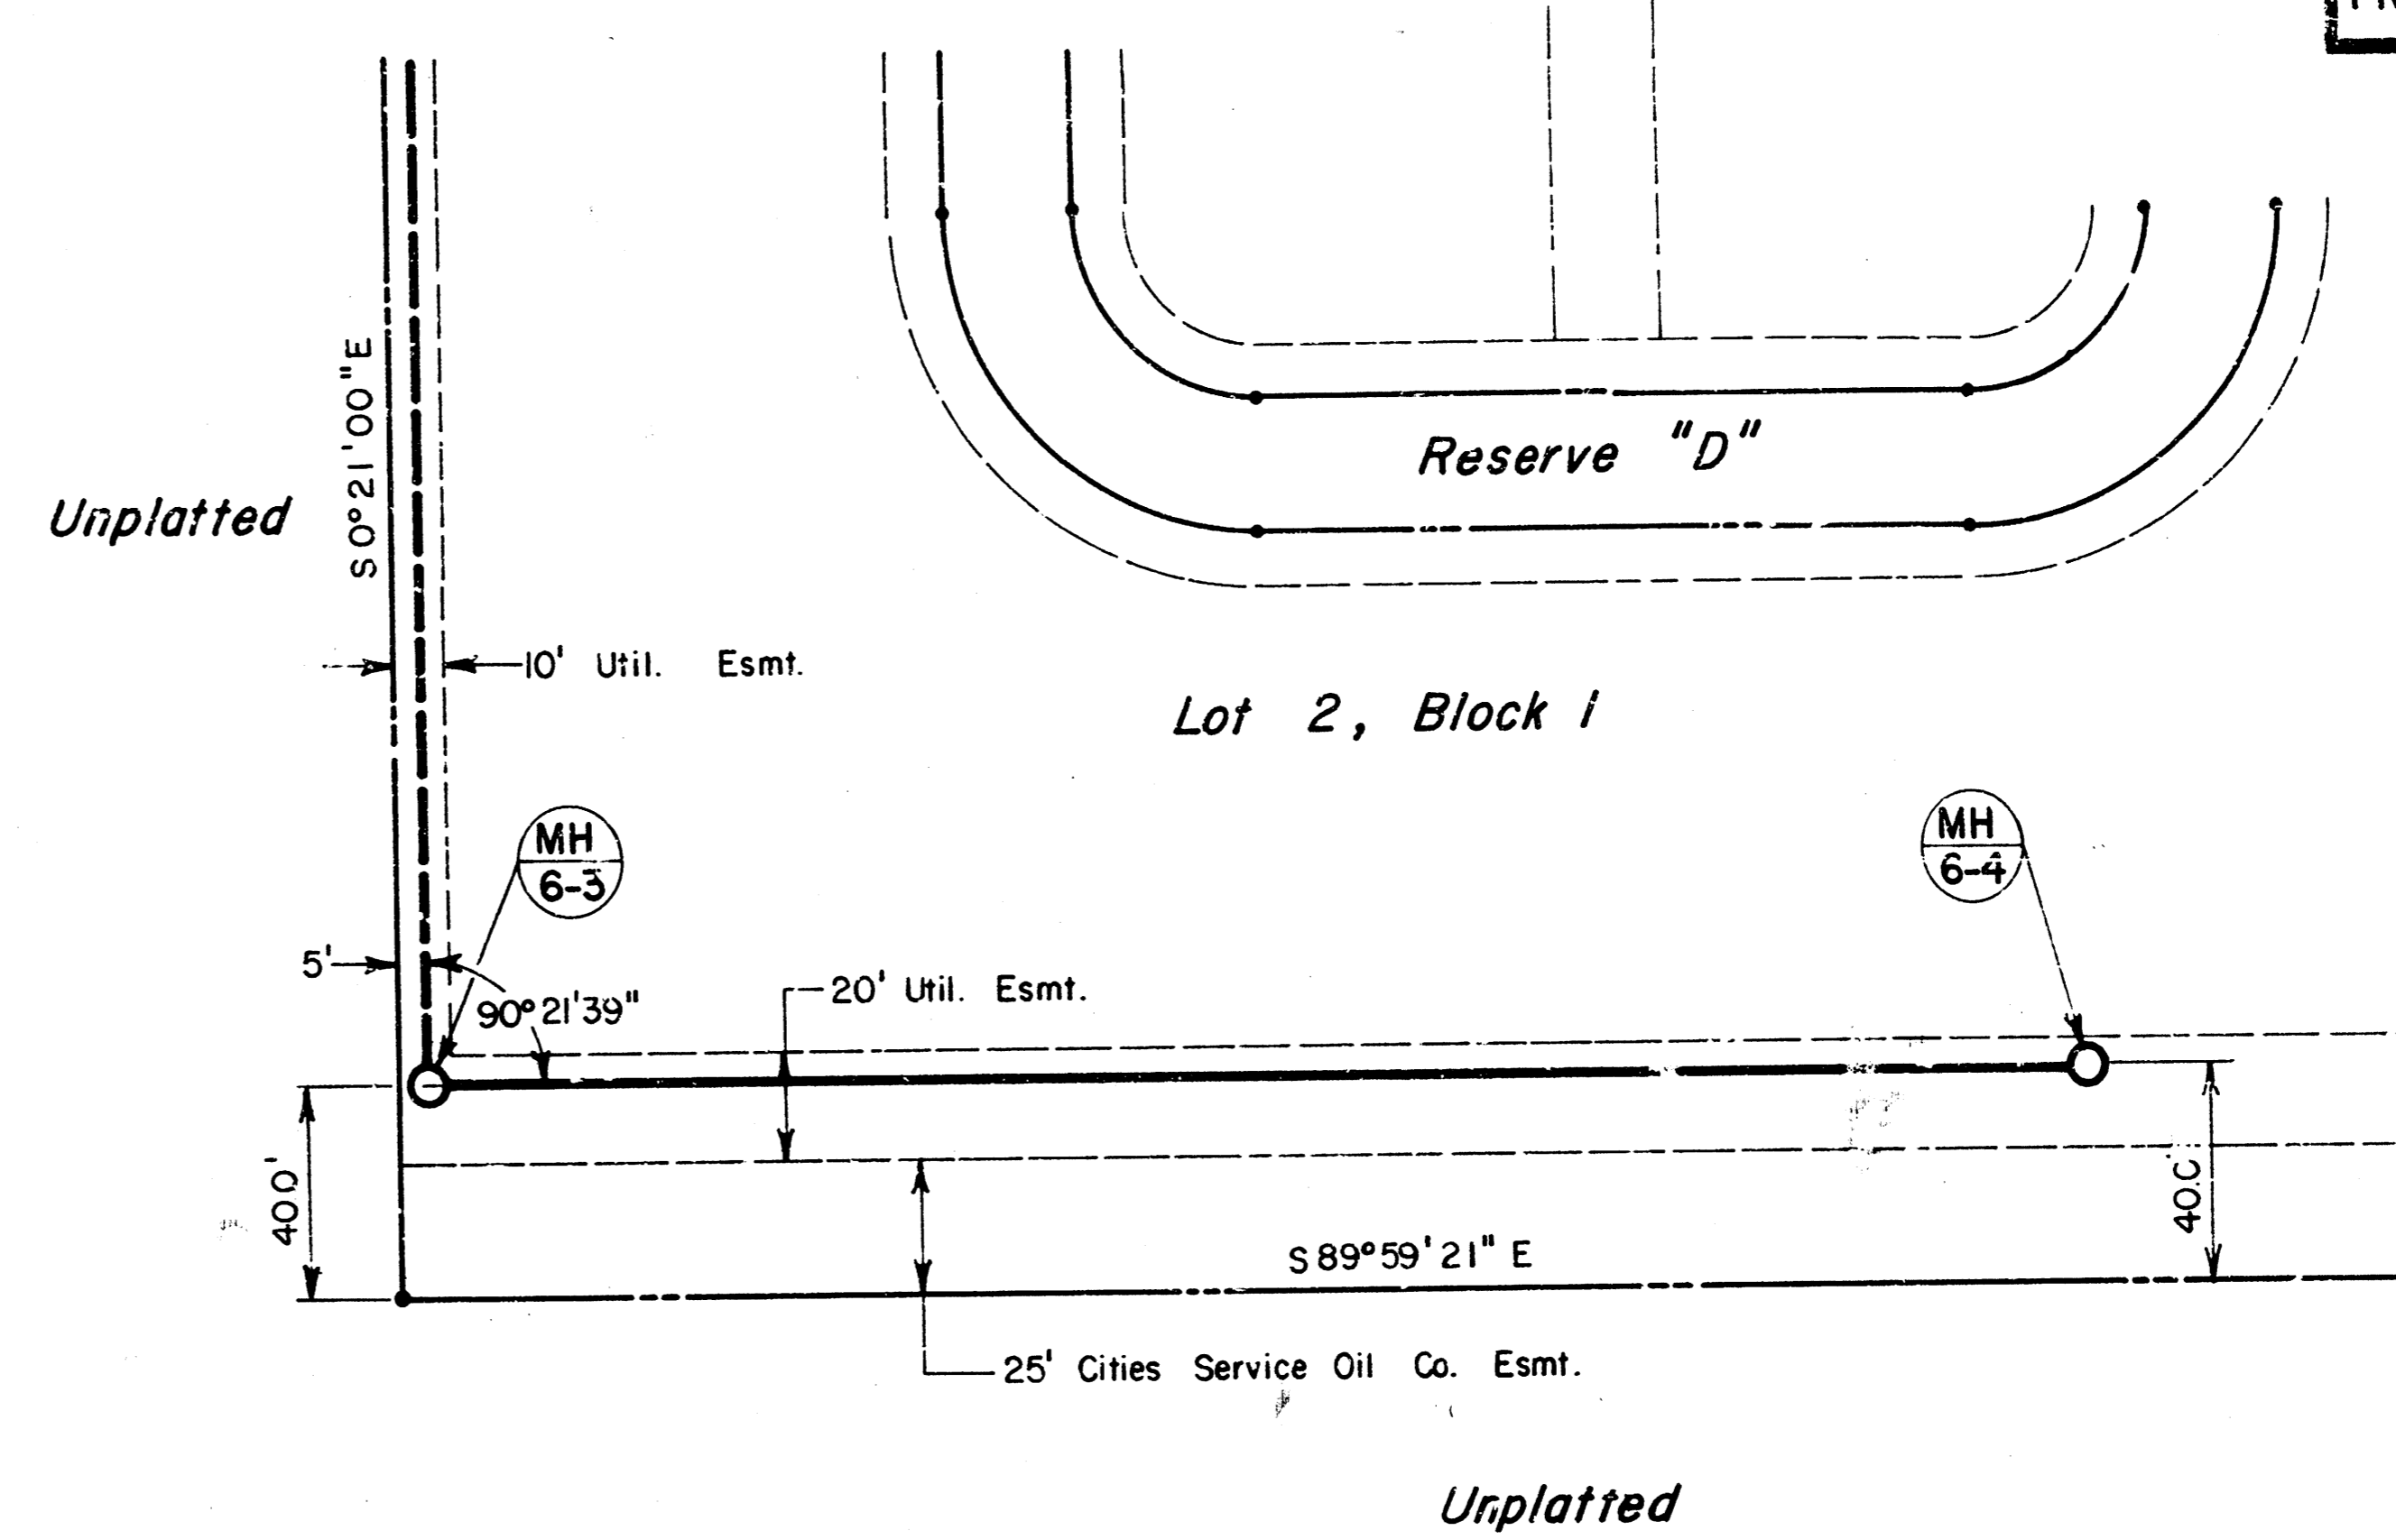 Reserve "D"
S 0°21'00" E
Unplatted
10' Util. Esmt.
Lot 2, Block 1
MH
6-3
MH
6-4
5'
90°21'39"
20' Util. Esmt.
40.0'
40.0'
S 89°59'21" E
25' Cities Service Oil Co. Esmt.
Unplatted